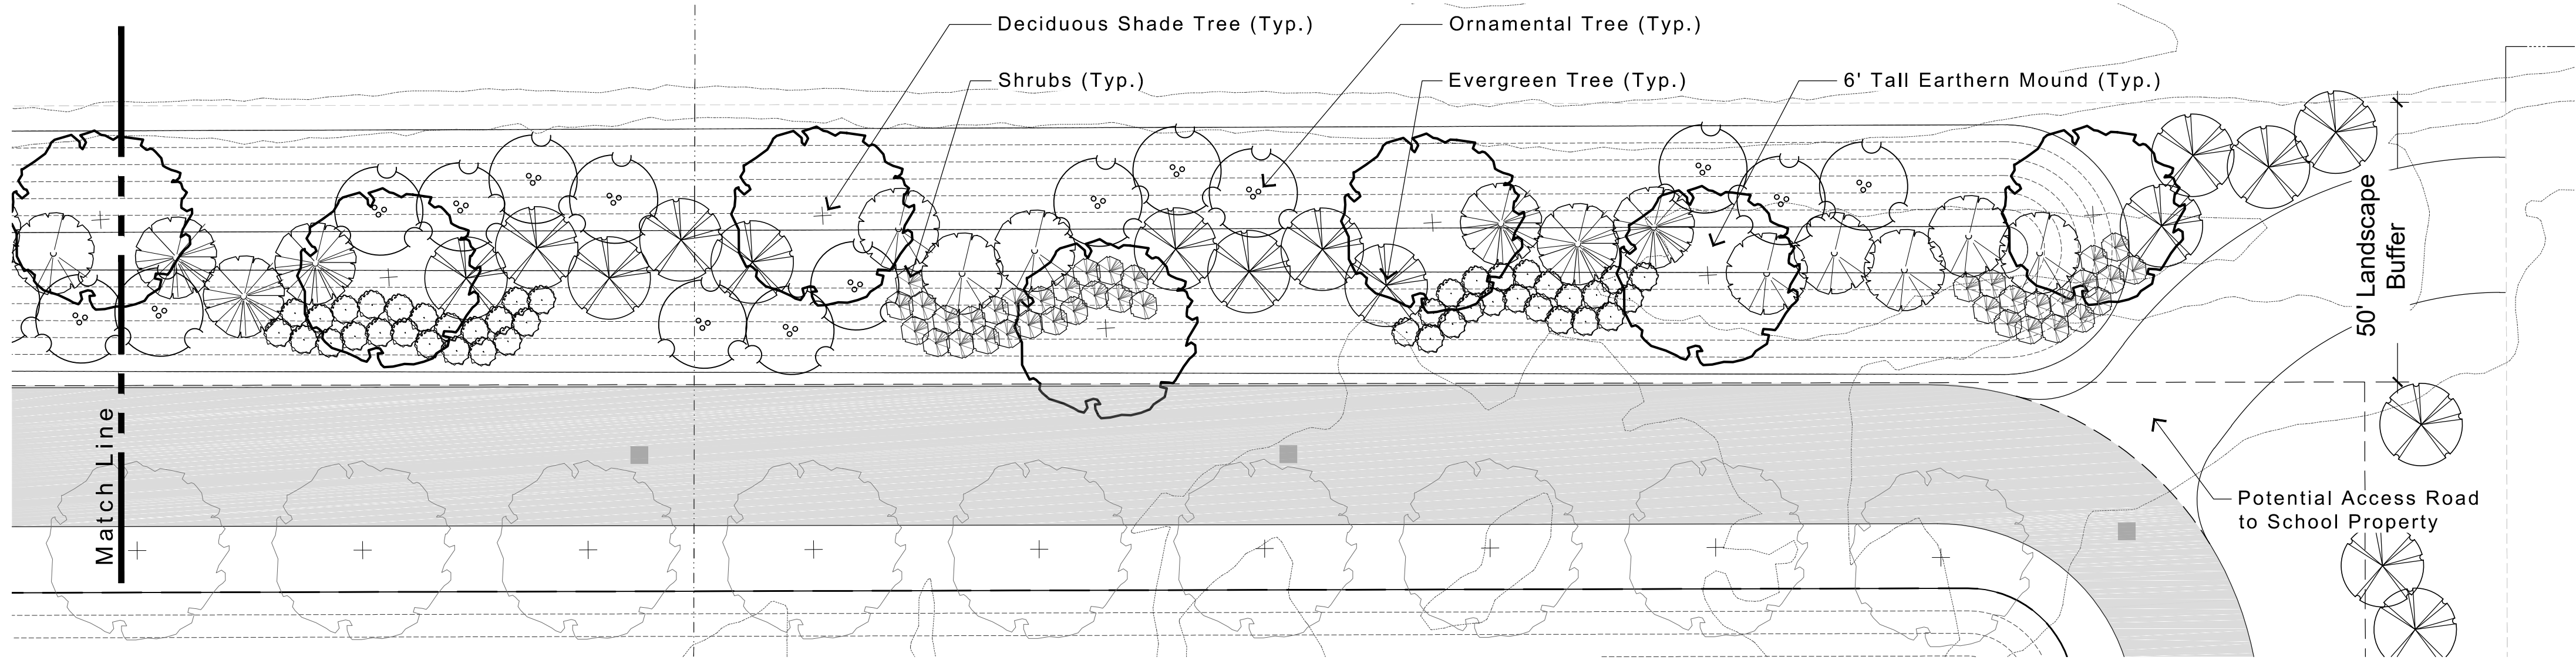 Deciduous Shade Tree (Typ.)
Ornamental Tree (Typ.)
Shrubs (Typ.)
Evergreen Tree (Typ.)
6' Tall Earthern Mound (Typ.)
50' Landscape
Buffer
Match Line
Potential Access Road
to School Property